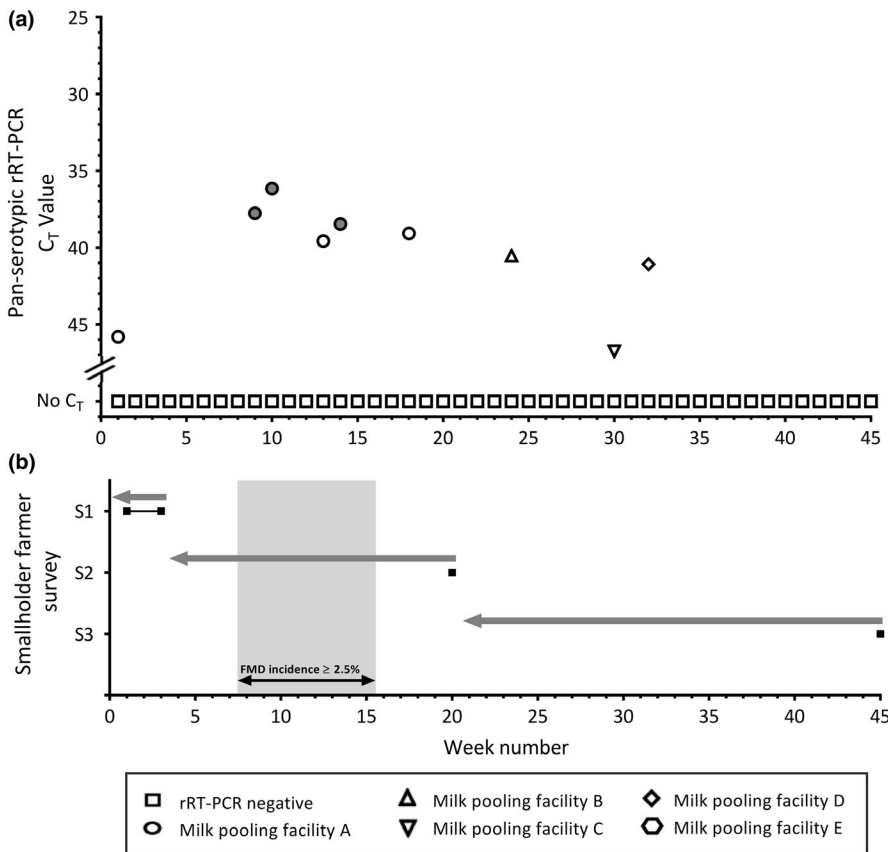 (a)
Pan-serotypic rRT-PCR
C_T Value
25
30
35
40
45
No C_T
0 5 10 15 20 25 30 35 40 45
(b)
Smallholder farmer
survey
S1
S2
S3
FMD incidence ≥ 2.5%
0 5 10 15 20 25 30 35 40 45
Week number
rRT-PCR negative
Milk pooling facility A
Milk pooling facility B
Milk pooling facility C
Milk pooling facility D
Milk pooling facility E